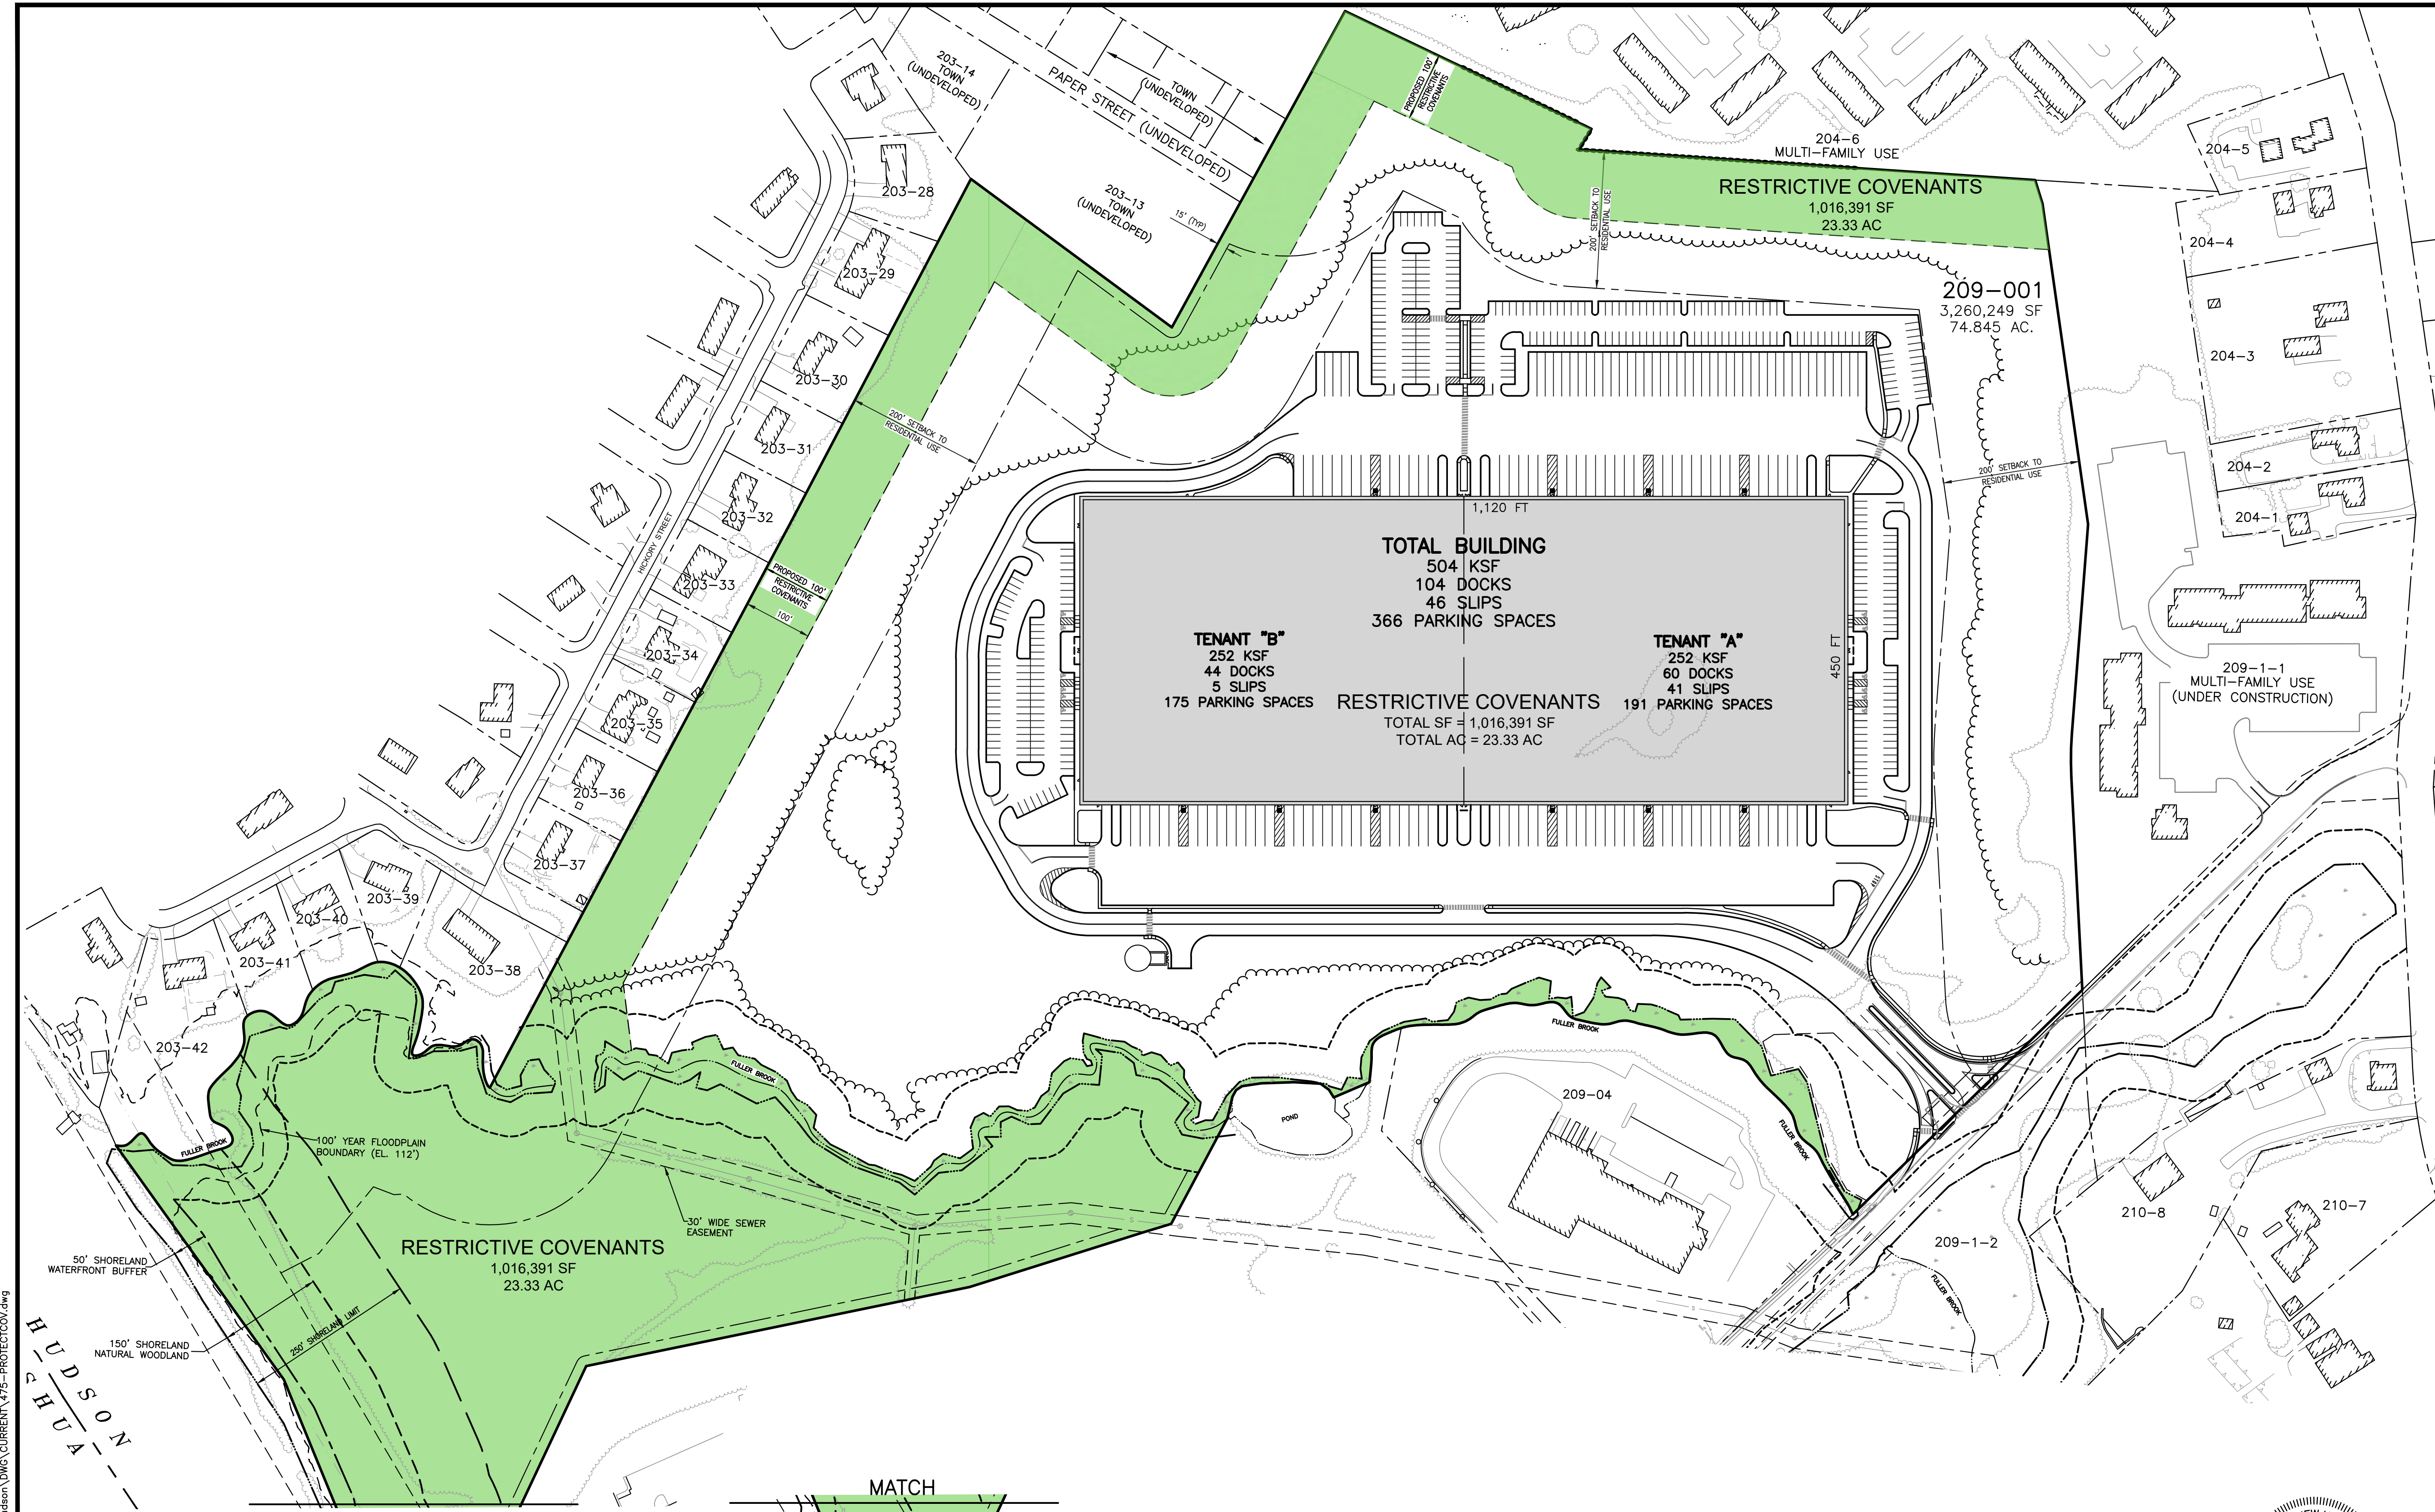 203-14
TOWN
(UNDEVELOPED)
PAPER STREET (UNDEVELOPED)
TOWN
(UNDEVELOPED)
203-13
TOWN
(UNDEVELOPED)
15' (TYP)
PROPOSED 100'
RESTRICTIVE
COVENANTS
204-6
MULTI-FAMILY USE
RESTRICTIVE COVENANTS
1,016,391 SF
23.33 AC
200' SETBACK TO
RESIDENTIAL USE
209-001
3,260,249 SF
74.845 AC.
204-5
204-4
204-3
204-2
204-1
200' SETBACK TO
RESIDENTIAL USE
209-1-1
MULTI-FAMILY USE
(UNDER CONSTRUCTION)
203-28
203-29
203-30
203-31
203-32
203-33
203-34
203-35
203-36
203-37
203-38
203-39
203-40
203-41
203-42
HICKORY STREET
200' SETBACK TO
RESIDENTIAL USE
PROPOSED 100'
RESTRICTIVE
COVENANTS
100'
1,120 FT
450 FT
TOTAL BUILDING
504 KSF
104 DOCKS
46 SLIPS
366 PARKING SPACES
TENANT "B"
252 KSF
44 DOCKS
5 SLIPS
175 PARKING SPACES
TENANT "A"
252 KSF
60 DOCKS
41 SLIPS
191 PARKING SPACES
RESTRICTIVE COVENANTS
TOTAL SF = 1,016,391 SF
TOTAL AC = 23.33 AC
FULLER BROOK
FULLER BROOK
FULLER BROOK
FULLER BROOK
FULLER BROOK
POND
209-04
209-1-2
210-8
210-7
100' YEAR FLOODPLAIN
BOUNDARY (EL. 112')
30' WIDE SEWER
EASEMENT
RESTRICTIVE COVENANTS
1,016,391 SF
23.33 AC
50' SHORELAND
WATERFRONT BUFFER
150' SHORELAND
NATURAL WOODLAND
250' SHORELAND LIMIT
HUDSON
SHUA
MATCH
dson\DWG\CURRENT\475-PROTECTCOV.dwg